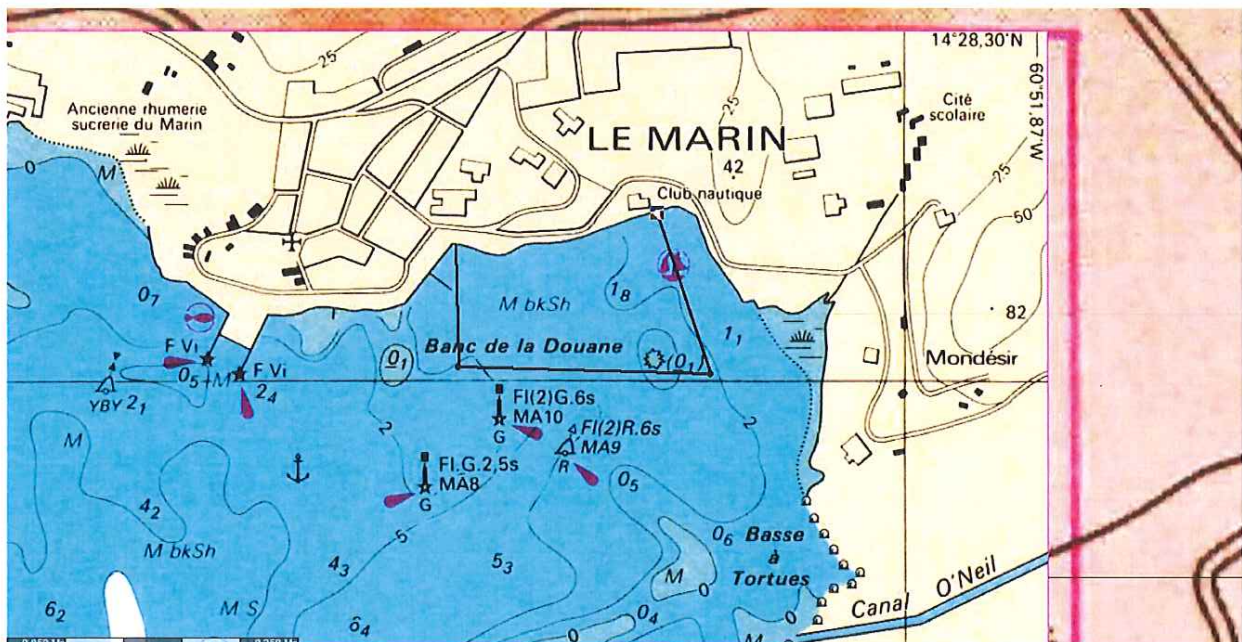 25
14°28,30'N
60°51,87'W
Ancienne rhumerie
sucrerie du Marin
Cité
scolaire
LE MARIN
25
42
Club nautique
25
50
0
M
0₇
M bkSh
1₈
1₁
82
F Vi
0₁
Banc de la Douane
(0₁)
Mondésir
0₅
M
F Vi
2₄
YBY 2₁
2
2
Fl(2)G.6s
MA10
G
Fl(2)R.6s
MA9
R
M
Fl.G.2,5s
MA8
G
0₅
4₂
M bkSh
5
0₆
Basse
à
Tortues
4₃
5₃
M
0
O'Neil
Canal
6₂
M S
6₄
0
0₄
0
0
M